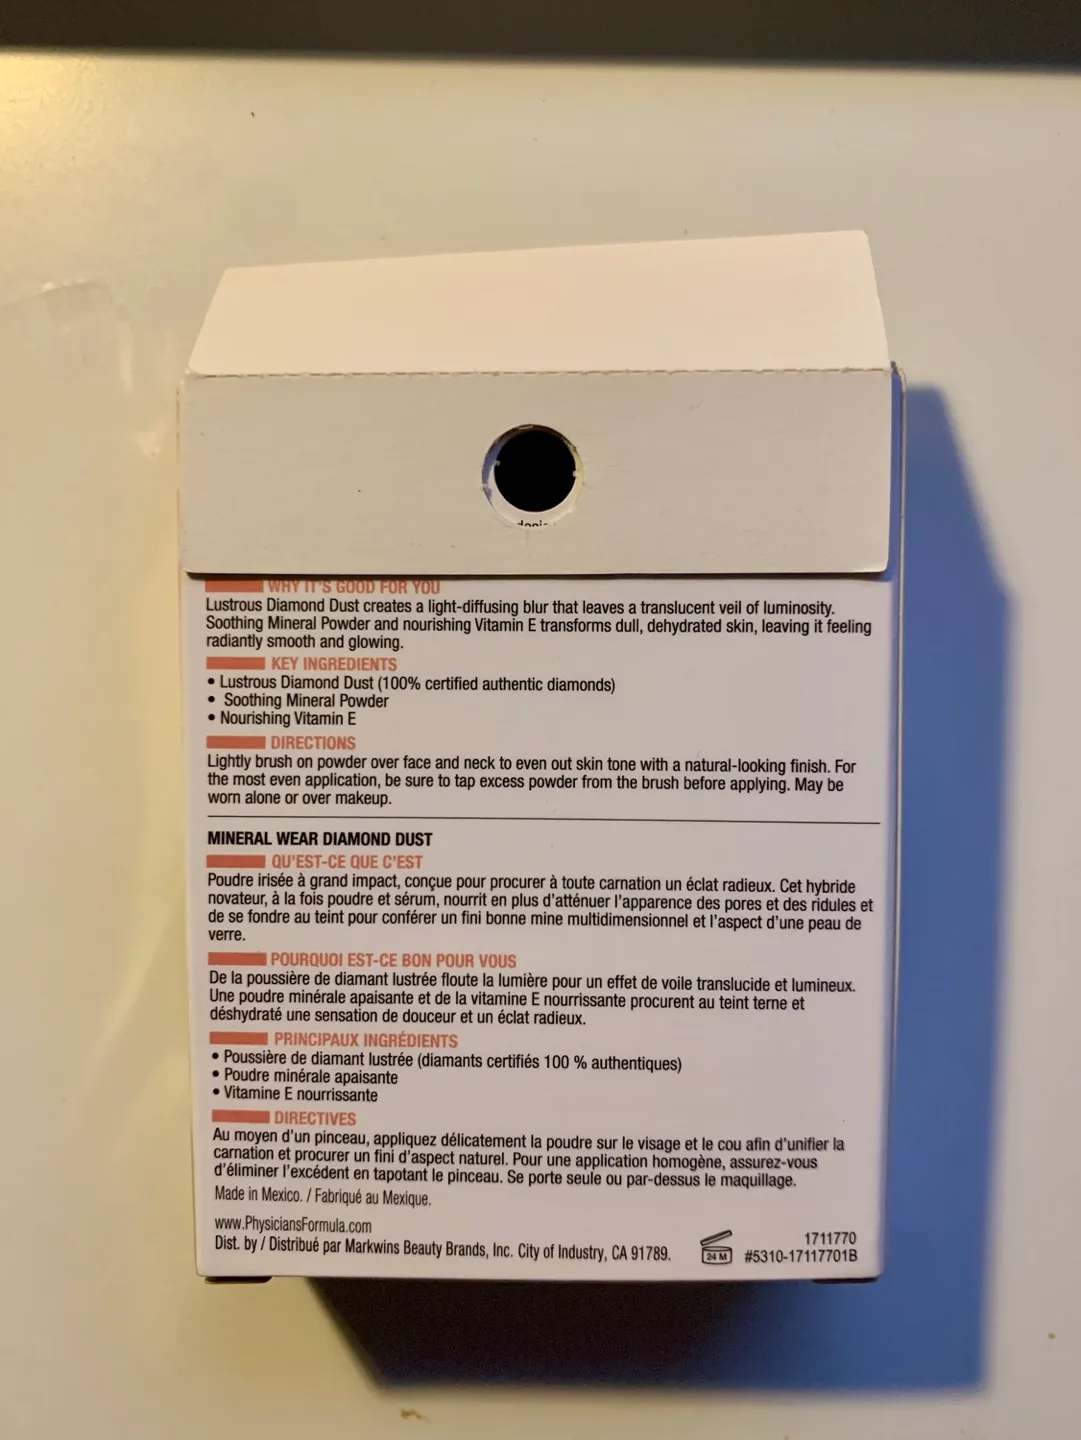 WHY IT'S GOOD FOR YOU
Lustrous Diamond Dust creates a light-diffusing blur that leaves a translucent veil of luminosity.
Soothing Mineral Powder and nourishing Vitamin E transforms dull, dehydrated skin, leaving it feeling
radiantly smooth and glowing.
KEY INGREDIENTS
• Lustrous Diamond Dust (100% certified authentic diamonds)
• Soothing Mineral Powder
• Nourishing Vitamin E
DIRECTIONS
Lightly brush on powder over face and neck to even out skin tone with a natural-looking finish. For
the most even application, be sure to tap excess powder from the brush before applying. May be
worn alone or over makeup.
MINERAL WEAR DIAMOND DUST
QU'EST-CE QUE C'EST
Poudre irisée à grand impact, conçue pour procurer à toute carnation un éclat radieux. Cet hybride
novateur, à la fois poudre et sérum, nourrit en plus d'atténuer l'apparence des pores et des ridules et
de se fondre au teint pour conférer un fini bonne mine multidimensionnel et l'aspect d'une peau de
verre.
POURQUOI EST-CE BON POUR VOUS
De la poussière de diamant lustrée floute la lumière pour un effet de voile translucide et lumineux.
Une poudre minérale apaisante et de la vitamine E nourrissante procurent au teint terne et
déshydraté une sensation de douceur et un éclat radieux.
PRINCIPAUX INGRÉDIENTS
• Poussière de diamant lustrée (diamants certifiés 100 % authentiques)
• Poudre minérale apaisante
• Vitamine E nourrissante
DIRECTIVES
Au moyen d'un pinceau, appliquez délicatement la poudre sur le visage et le cou afin d'unifier la
carnation et procurer un fini d'aspect naturel. Pour une application homogène, assurez-vous
d'éliminer l'excédent en tapotant le pinceau. Se porte seule ou par-dessus le maquillage.
Made in Mexico. / Fabriqué au Mexique.
www.PhysiciansFormula.com
Dist. by / Distribué par Markwins Beauty Brands, Inc. City of Industry, CA 91789.
24 M
1711770
#5310-17117701B